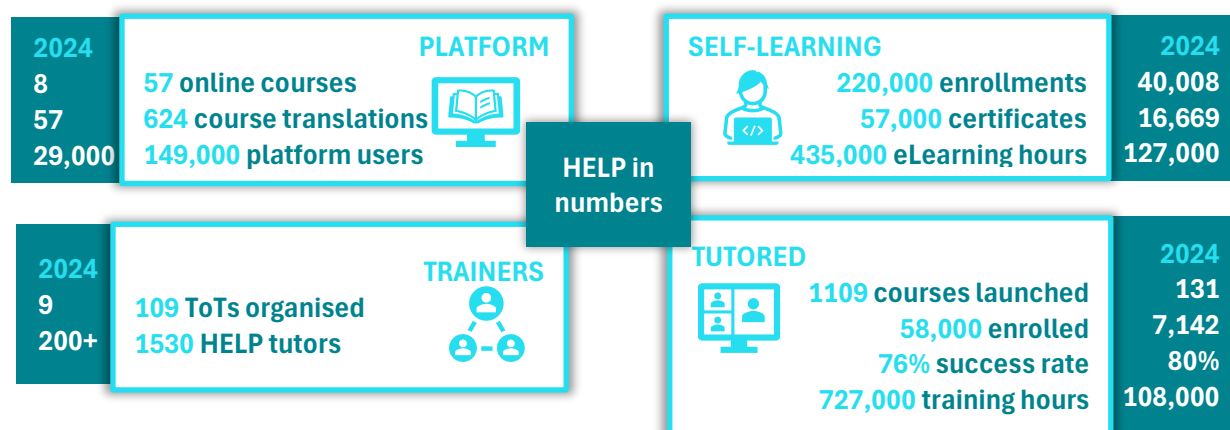 2024
8
57
29,000
PLATFORM
57 online courses
624 course translations
149,000 platform users
SELF-LEARNING
220,000 enrollments
57,000 certificates
435,000 eLearning hours
</>
2024
40,008
16,669
127,000
HELP in
numbers
2024
9
200+
TRAINERS
109 ToTs organised
1530 HELP tutors
TUTORED
1109 courses launched
58,000 enrolled
76% success rate
727,000 training hours
2024
131
7,142
80%
108,000